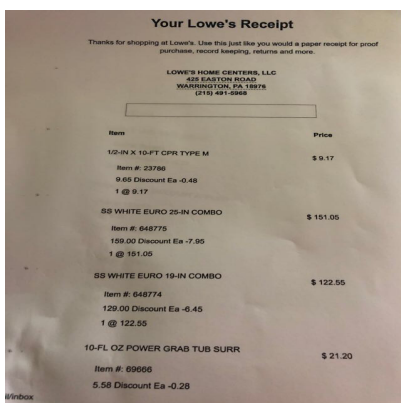 Your Lowe's Receipt
Thanks for shopping at Lowe's. Use this just like you would a paper receipt for proof
purchase, record keeping, returns and more.
LOWE'S HOME CENTERS, LLC
425 EASTON ROAD
WARRINGTON, PA 18976
(215) 491-5968
Item Price
1/2-IN X 10-FT CPR TYPE M $ 9.17
Item #: 23766
9.65 Discount Ea -0.48
1 @ 9.17
SS WHITE EURO 25-IN COMBO $ 151.05
Item #: 648775
159.00 Discount Ea -7.95
1 @ 151.05
SS WHITE EURO 19-IN COMBO $ 122.55
Item #: 648774
129.00 Discount Ea -6.45
1 @ 122.55
10-FL OZ POWER GRAB TUB SURR $ 21.20
Item #: 69666
5.58 Discount Ea -0.28
il/inbox